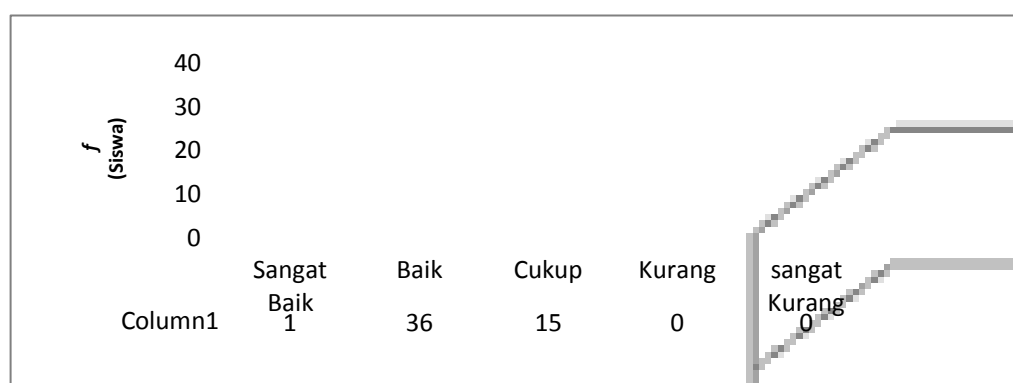 40
30
20
10
0
f
(Siswa)
Sangat Baik Cukup Kurang sangat
Baik Kurang
Column1 1 36 15 0 0